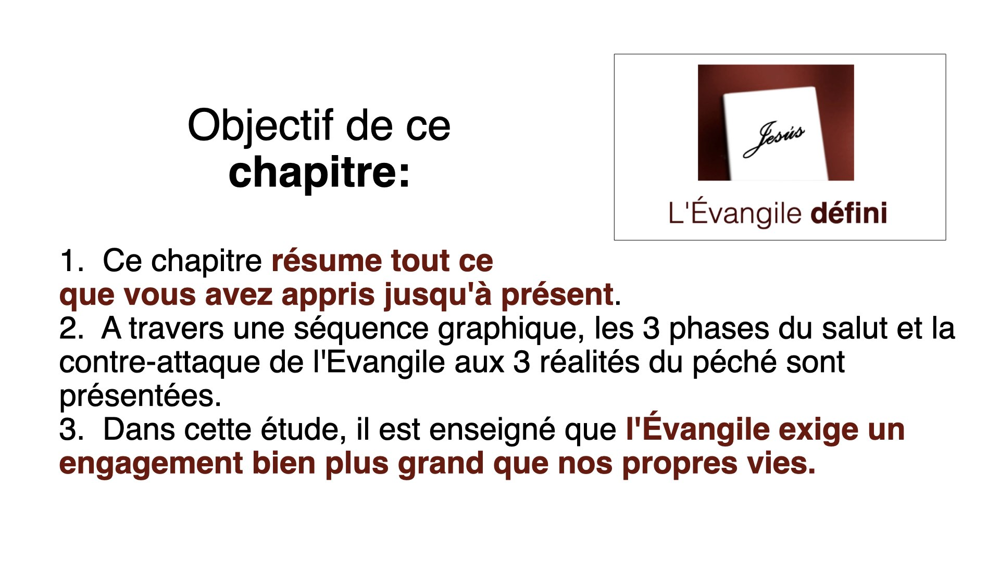 Objectif de ce
chapitre:
Jesús
L'Évangile défini
1. Ce chapitre résume tout ce
que vous avez appris jusqu'à présent.
2. A travers une séquence graphique, les 3 phases du salut et la
contre-attaque de l'Evangile aux 3 réalités du péché sont
présentées.
3. Dans cette étude, il est enseigné que l'Évangile exige un
engagement bien plus grand que nos propres vies.